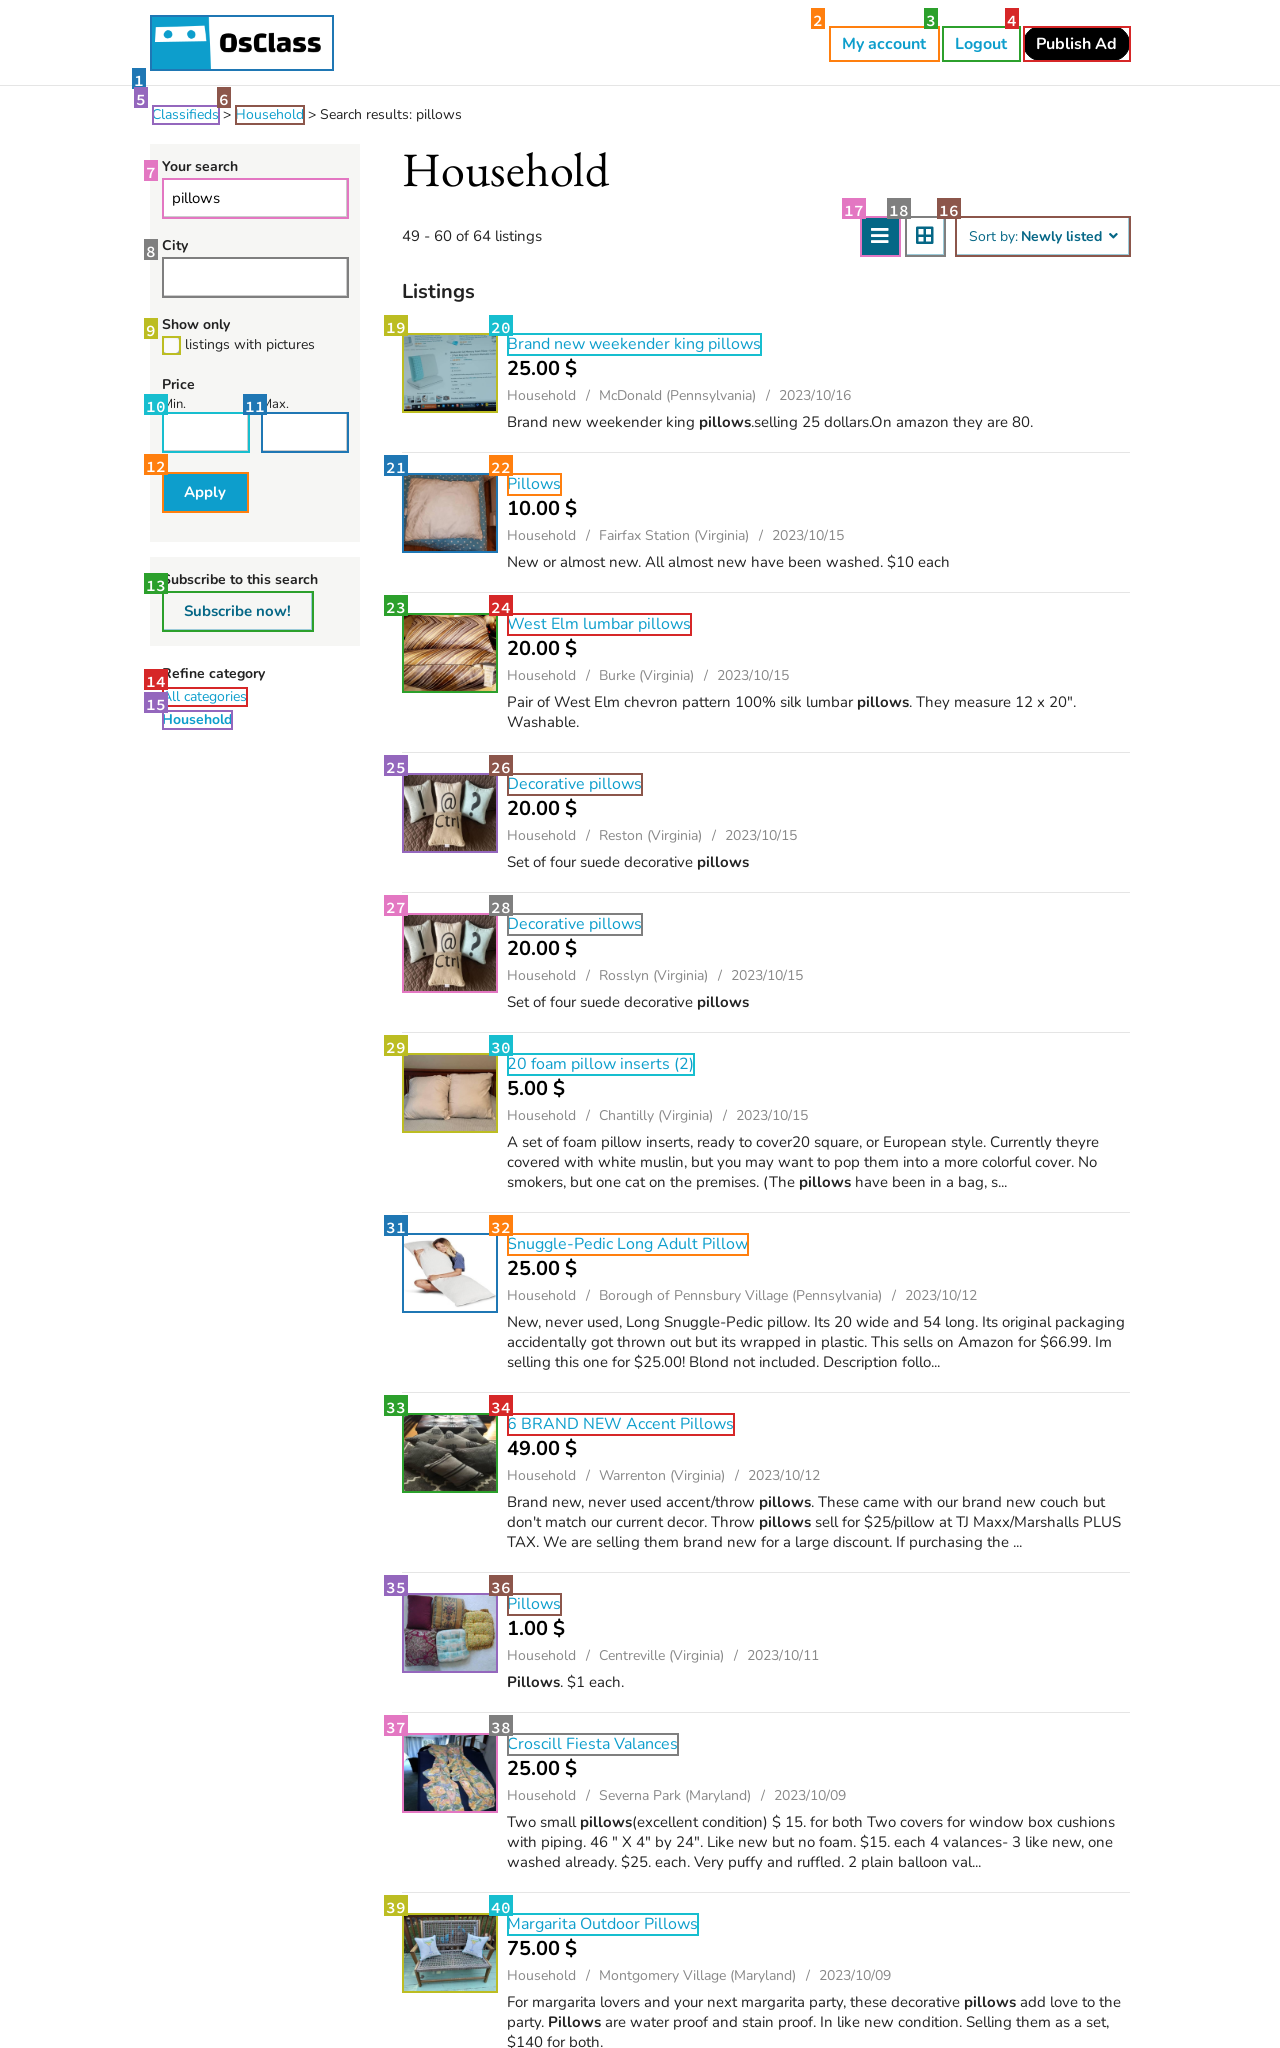 OsClass
1
2
My account
3
Logout
4
Publish Ad
5
Classifieds >
6
Household > Search results: pillows
7
Your search
pillows
8
City
9
Show only
listings with pictures
Price
10
Min.
11
Max.
12
Apply
13
Subscribe to this search
Subscribe now!
Refine category
14
All categories
15
Household
Household
49 - 60 of 64 listings
17
18
16
Sort by: Newly listed
Listings
19
20
Brand new weekender king pillows
25.00 $
Household / McDonald (Pennsylvania) / 2023/10/16
Brand new weekender king pillows.selling 25 dollars.On amazon they are 80.
21
22
Pillows
10.00 $
Household / Fairfax Station (Virginia) / 2023/10/15
New or almost new. All almost new have been washed. $10 each
23
24
West Elm lumbar pillows
20.00 $
Household / Burke (Virginia) / 2023/10/15
Pair of West Elm chevron pattern 100% silk lumbar pillows. They measure 12 x 20".
Washable.
25
26
! @ ?
Ctrl
Decorative pillows
20.00 $
Household / Reston (Virginia) / 2023/10/15
Set of four suede decorative pillows
27
28
! @ ?
Ctrl
Decorative pillows
20.00 $
Household / Rosslyn (Virginia) / 2023/10/15
Set of four suede decorative pillows
29
30
20 foam pillow inserts (2)
5.00 $
Household / Chantilly (Virginia) / 2023/10/15
A set of foam pillow inserts, ready to cover20 square, or European style. Currently theyre
covered with white muslin, but you may want to pop them into a more colorful cover. No
smokers, but one cat on the premises. (The pillows have been in a bag, s...
31
32
Snuggle-Pedic Long Adult Pillow
25.00 $
Household / Borough of Pennsbury Village (Pennsylvania) / 2023/10/12
New, never used, Long Snuggle-Pedic pillow. Its 20 wide and 54 long. Its original packaging
accidentally got thrown out but its wrapped in plastic. This sells on Amazon for $66.99. Im
selling this one for $25.00! Blond not included. Description follo...
33
34
6 BRAND NEW Accent Pillows
49.00 $
Household / Warrenton (Virginia) / 2023/10/12
Brand new, never used accent/throw pillows. These came with our brand new couch but
don't match our current decor. Throw pillows sell for $25/pillow at TJ Maxx/Marshalls PLUS
TAX. We are selling them brand new for a large discount. If purchasing the ...
35
36
Pillows
1.00 $
Household / Centreville (Virginia) / 2023/10/11
Pillows. $1 each.
37
38
Croscill Fiesta Valances
25.00 $
Household / Severna Park (Maryland) / 2023/10/09
Two small pillows(excellent condition) $ 15. for both Two covers for window box cushions
with piping. 46 " X 4" by 24". Like new but no foam. $15. each 4 valances- 3 like new, one
washed already. $25. each. Very puffy and ruffled. 2 plain balloon val...
39
40
Margarita Outdoor Pillows
75.00 $
Household / Montgomery Village (Maryland) / 2023/10/09
For margarita lovers and your next margarita party, these decorative pillows add love to the
party. Pillows are water proof and stain proof. In like new condition. Selling them as a set,
$140 for both.